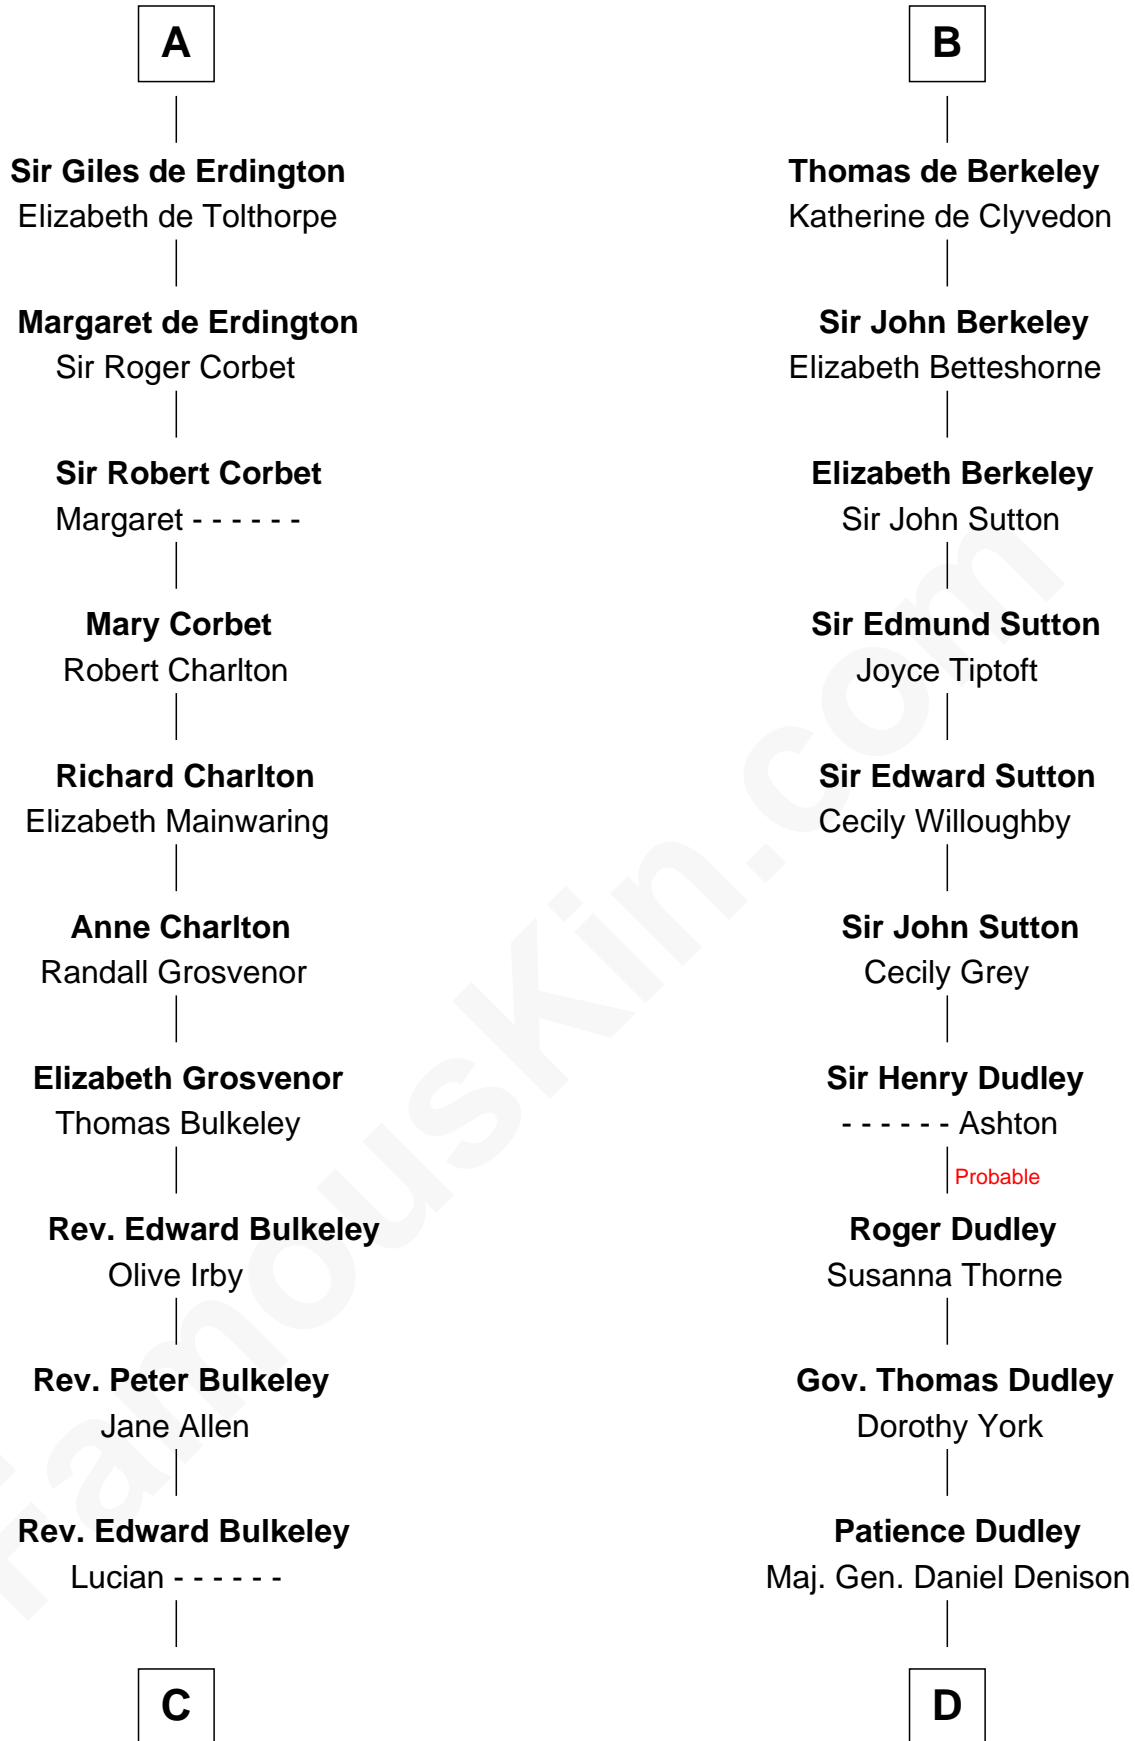 A
Sir Giles de Erdington
Elizabeth de Tolthorpe
Margaret de Erdington
Sir Roger Corbet
Sir Robert Corbet
Margaret - - - - - -
Mary Corbet
Robert Charlton
Richard Charlton
Elizabeth Mainwaring
Anne Charlton
Randall Grosvenor
Elizabeth Grosvenor
Thomas Bulkeley
Rev. Edward Bulkeley
Olive Irby
Rev. Peter Bulkeley
Jane Allen
Rev. Edward Bulkeley
Lucian - - - - - -
C
B
Thomas de Berkeley
Katherine de Clyvedon
Sir John Berkeley
Elizabeth Betteshorne
Elizabeth Berkeley
Sir John Sutton
Sir Edmund Sutton
Joyce Tiptoft
Sir Edward Sutton
Cecily Willoughby
Sir John Sutton
Cecily Grey
Sir Henry Dudley
- - - - - - Ashton
Probable
Roger Dudley
Susanna Thorne
Gov. Thomas Dudley
Dorothy York
Patience Dudley
Maj. Gen. Daniel Denison
D
FamousKin.com